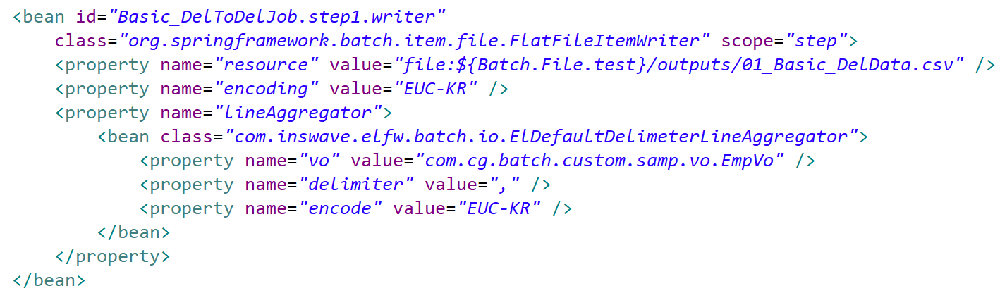 <bean id="Basic_DelToDelJob.step1.writer"
class="org.springframework.batch.item.file.FlatFileItemWriter" scope="step">
<property name="resource" value="file:${Batch.File.test}/outputs/01_Basic_DelData.csv" />
<property name="encoding" value="EUC-KR" />
<property name="lineAggregator">
<bean class="com.inswave.elfw.batch.io.ElDefaultDelimeterLineAggregator">
<property name="vo" value="com.cg.batch.custom.samp.vo.EmpVo" />
<property name="delimiter" value="," />
<property name="encode" value="EUC-KR" />
</bean>
</property>
</bean>